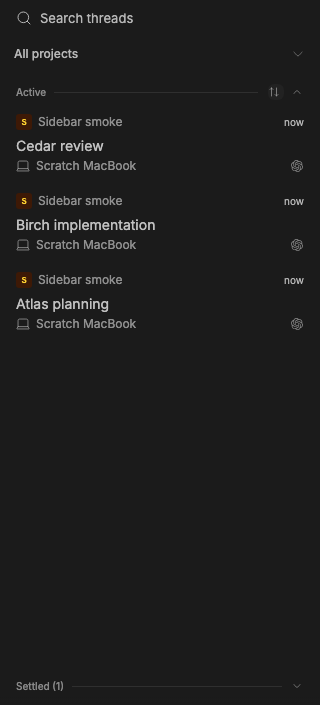 Search threads
All projects
Active
S Sidebar smoke now
Cedar review
Scratch MacBook
S Sidebar smoke now
Birch implementation
Scratch MacBook
S Sidebar smoke now
Atlas planning
Scratch MacBook
Settled (1)